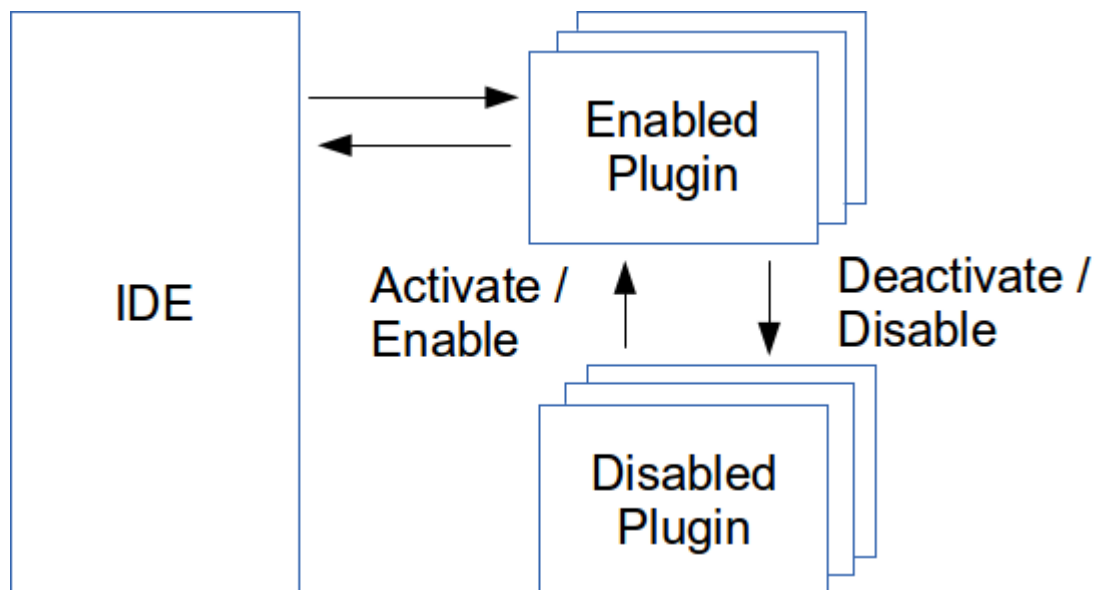 Enabled
Plugin
IDE
Activate /
Enable
Deactivate /
Disable
Disabled
Plugin